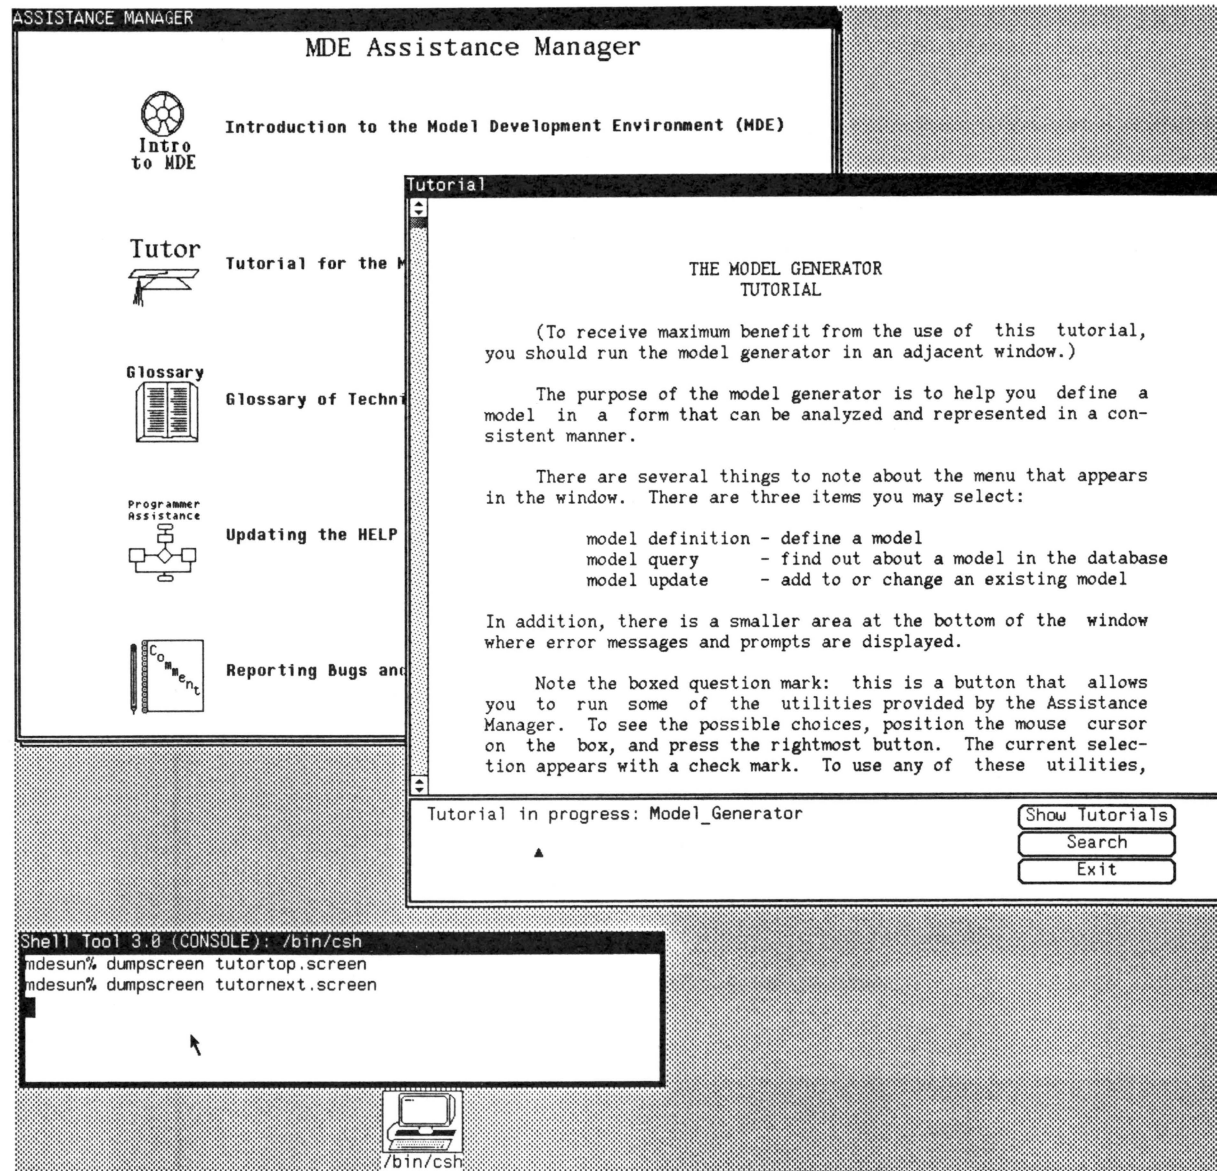 ASSISTANCE MANAGER
MDE Assistance Manager
Intro
to MDE
Introduction to the Model Development Environment (MDE)
Tutor
Tutorial for the M
Glossary
Glossary of Techni
Programmer
Assistance
Updating the HELP
Comment
Reporting Bugs and
Tutorial
THE MODEL GENERATOR
TUTORIAL
(To receive maximum benefit from the use of this tutorial,
you should run the model generator in an adjacent window.)
The purpose of the model generator is to help you define a
model in a form that can be analyzed and represented in a con-
sistent manner.
There are several things to note about the menu that appears
in the window. There are three items you may select:
model definition - define a model
model query - find out about a model in the database
model update - add to or change an existing model
In addition, there is a smaller area at the bottom of the window
where error messages and prompts are displayed.
Note the boxed question mark: this is a button that allows
you to run some of the utilities provided by the Assistance
Manager. To see the possible choices, position the mouse cursor
on the box, and press the rightmost button. The current selec-
tion appears with a check mark. To use any of these utilities,
Tutorial in progress: Model_Generator
Show Tutorials
Search
Exit
Shell Tool 3.0 (CONSOLE): /bin/csh
mdesun% dumpscreen tutortop.screen
mdesun% dumpscreen tutornext.screen
/bin/csh